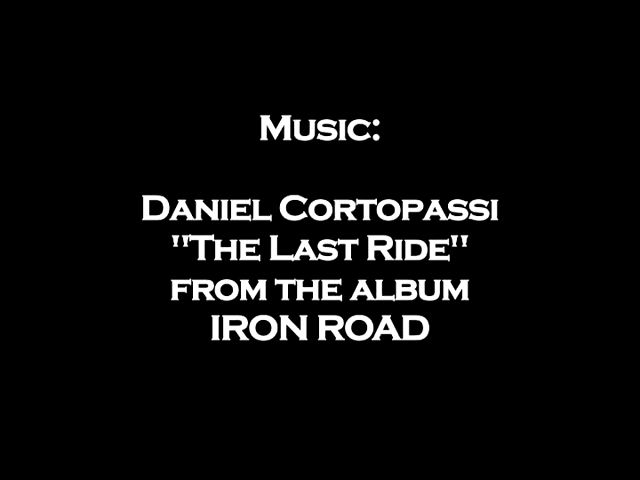 Music:
Daniel Cortopassi
"The Last Ride"
from the album
IRON ROAD